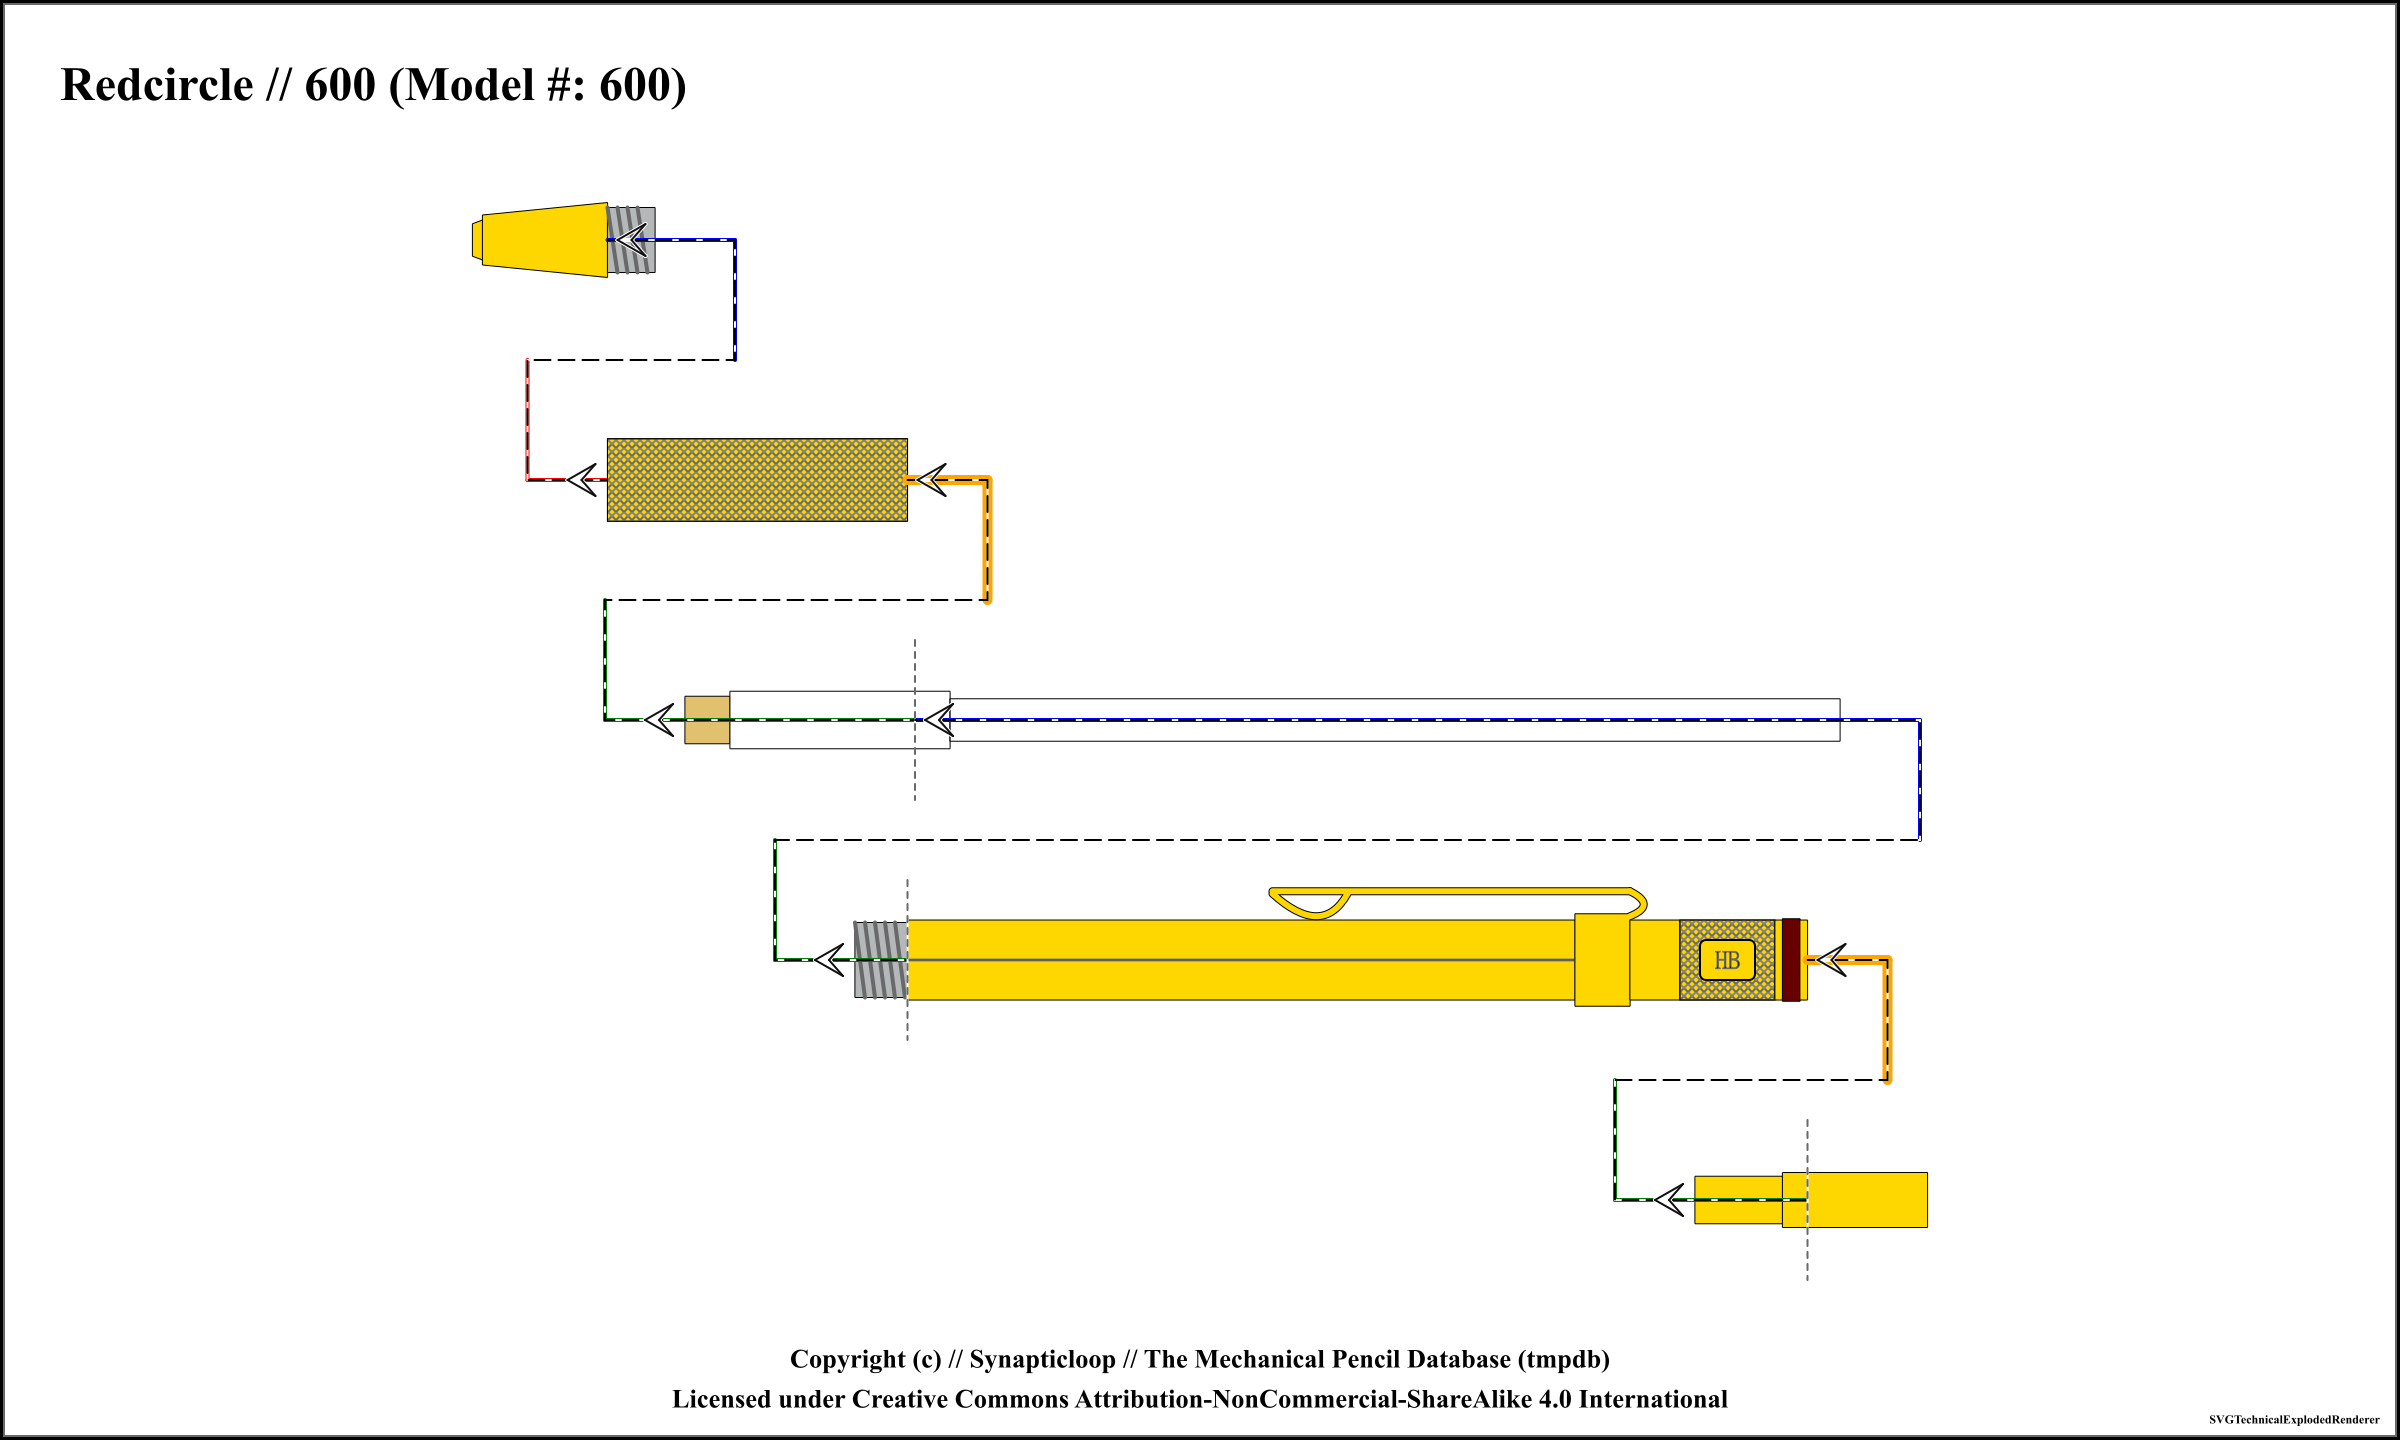 Redcircle // 600 (Model #: 600)
HB
Copyright (c) // Synapticloop // The Mechanical Pencil Database (tmpdb)
Licensed under Creative Commons Attribution-NonCommercial-ShareAlike 4.0 International
SVGTechnicalExplodedRenderer